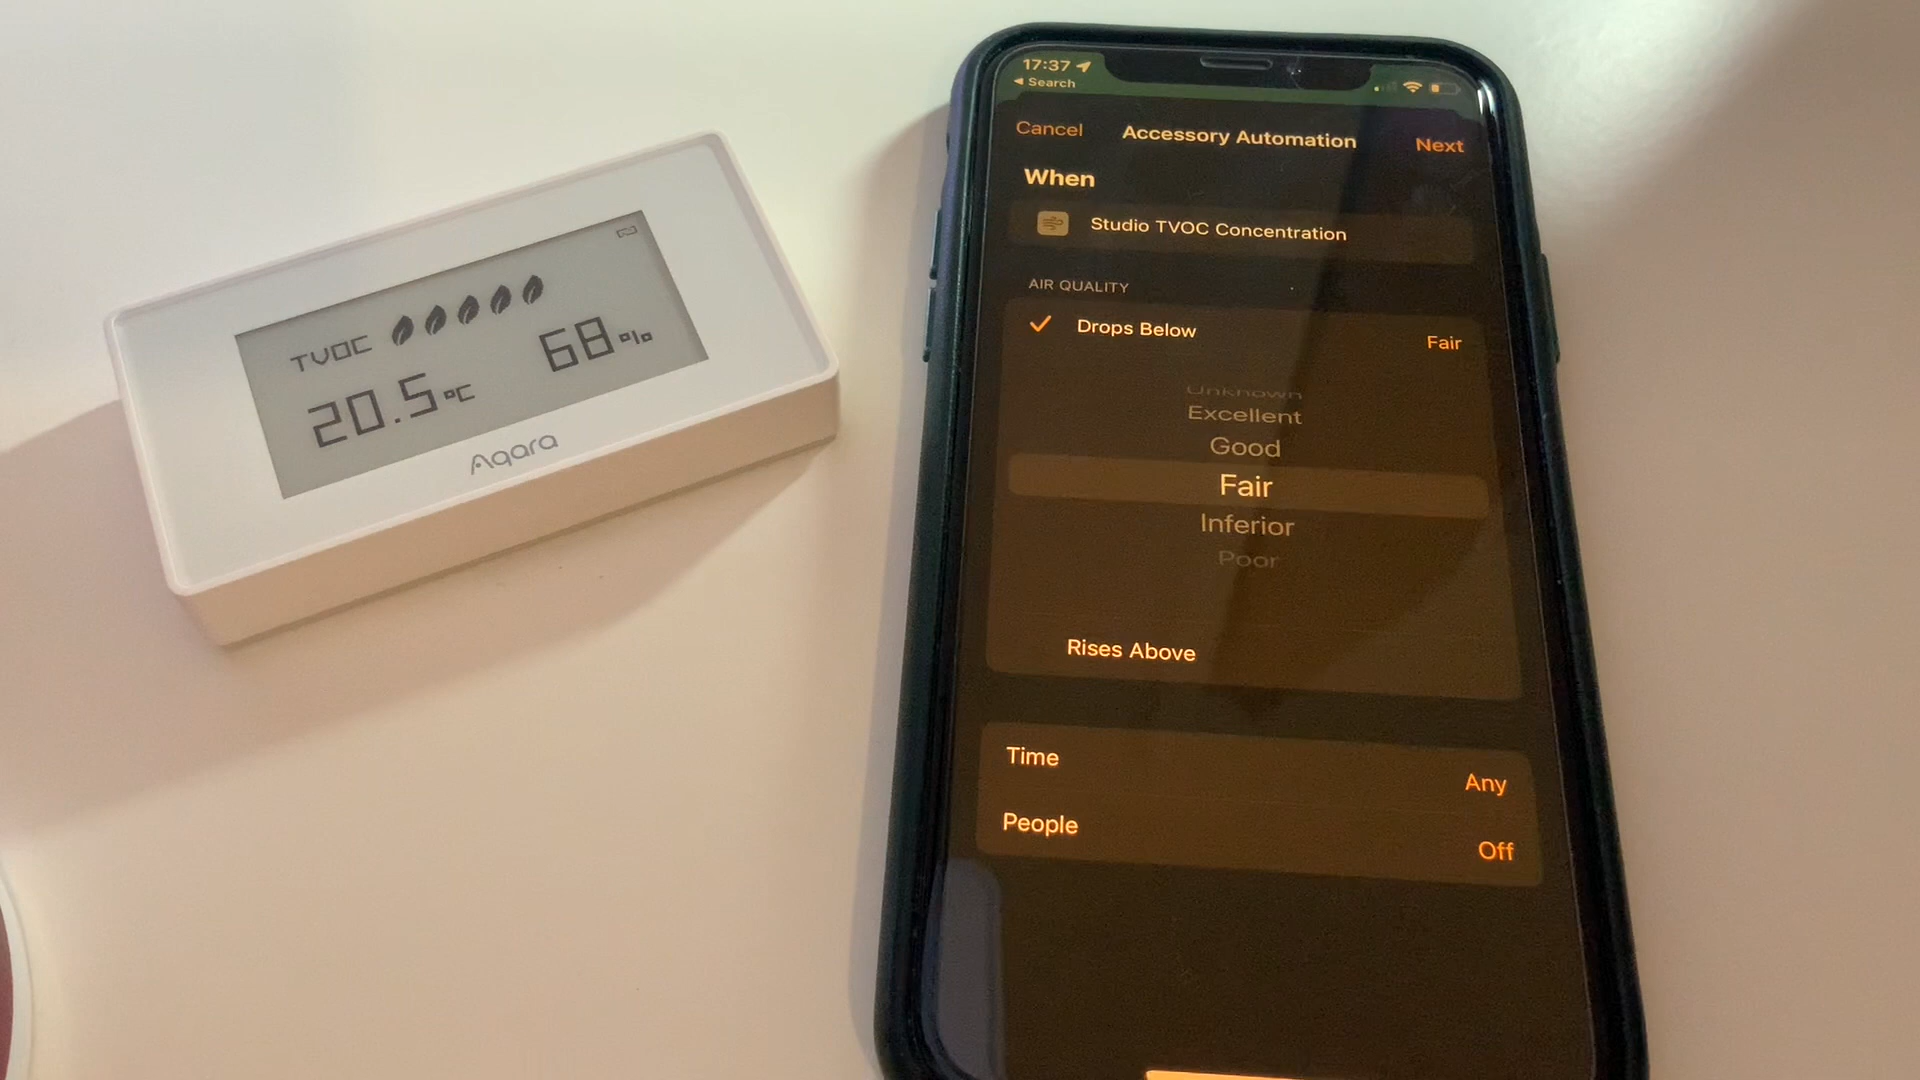 TVOC
20.5°C
68%
Aqara
17:37
Search
Cancel
Accessory Automation
Next
When
Studio TVOC Concentration
AIR QUALITY
Drops Below
Fair
Unknown
Excellent
Good
Fair
Inferior
Poor
Rises Above
Time
Any
People
Off